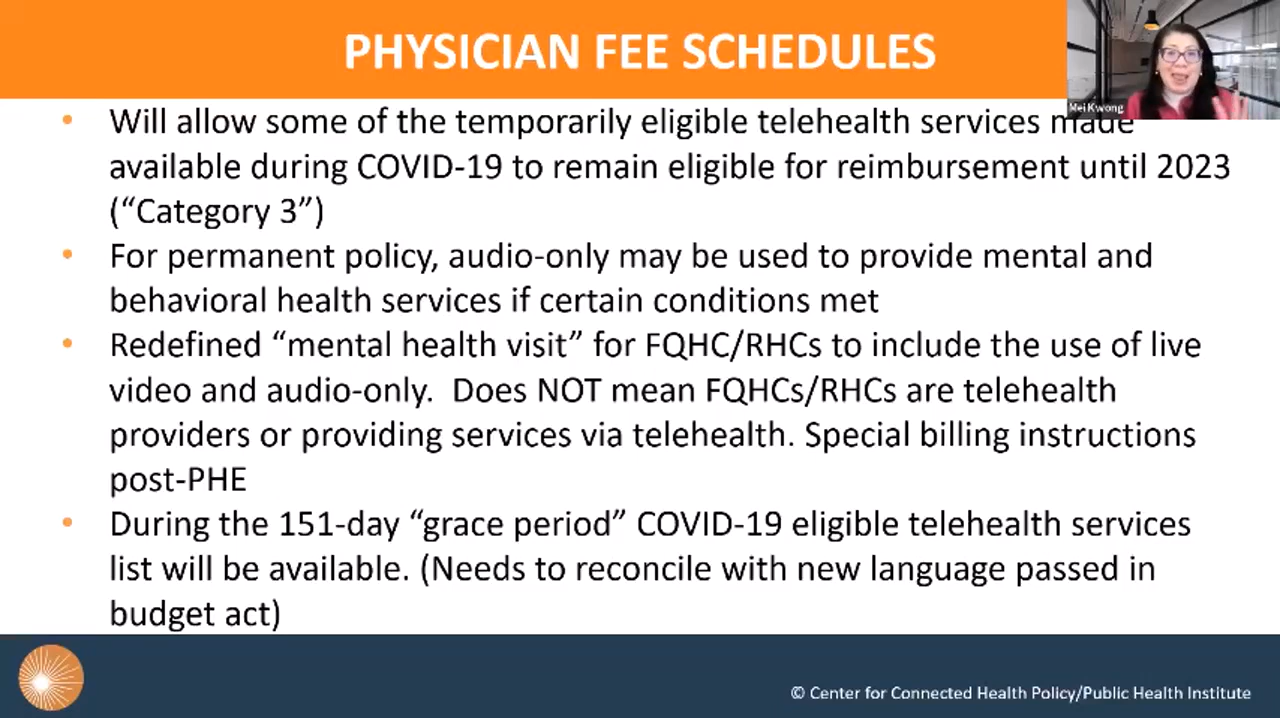 PHYSICIAN FEE SCHEDULES
Mei Kwong
• Will allow some of the temporarily eligible telehealth services made
available during COVID-19 to remain eligible for reimbursement until 2023
(“Category 3”)
• For permanent policy, audio-only may be used to provide mental and
behavioral health services if certain conditions met
• Redefined “mental health visit” for FQHC/RHCs to include the use of live
video and audio-only.  Does NOT mean FQHCs/RHCs are telehealth
providers or providing services via telehealth. Special billing instructions
post-PHE
• During the 151-day “grace period” COVID-19 eligible telehealth services
list will be available. (Needs to reconcile with new language passed in
budget act)
© Center for Connected Health Policy/Public Health Institute